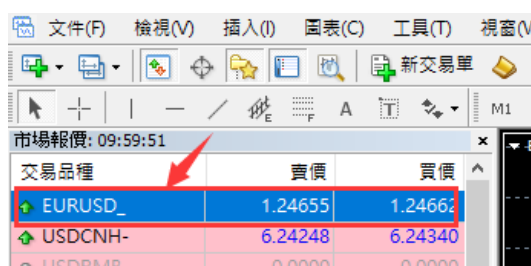 文件(F) 檢視(V) 插入(I) 圖表(C) 工具(T) 視窗(V
新交易單
E F A T M1
市場報價: 09:59:51 ×
交易品種 賣價 買價
EURUSD_ 1.24655 1.24662
USDCNH- 6.24248 6.24340